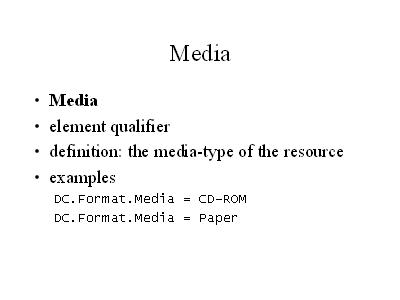 Media
• Media
• element qualifier
• definition: the media-type of the resource
• examples
DC.Format.Media = CD-ROM
DC.Format.Media = Paper